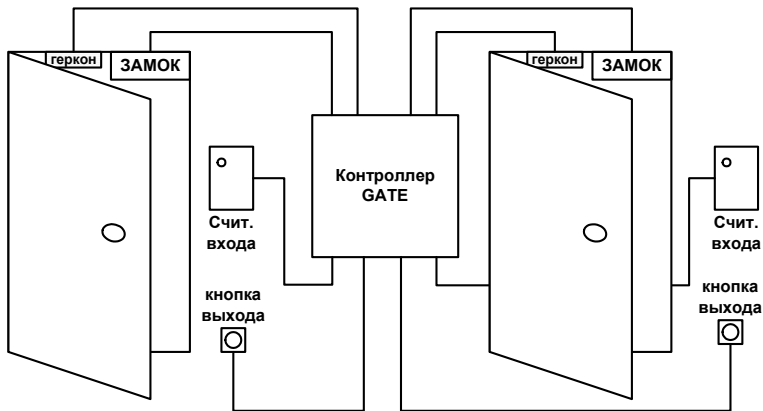 геркон
ЗАМОК
геркон
ЗАМОК
Контроллер
GATE
Счит.
входа
Счит.
входа
кнопка
выхода
кнопка
выхода